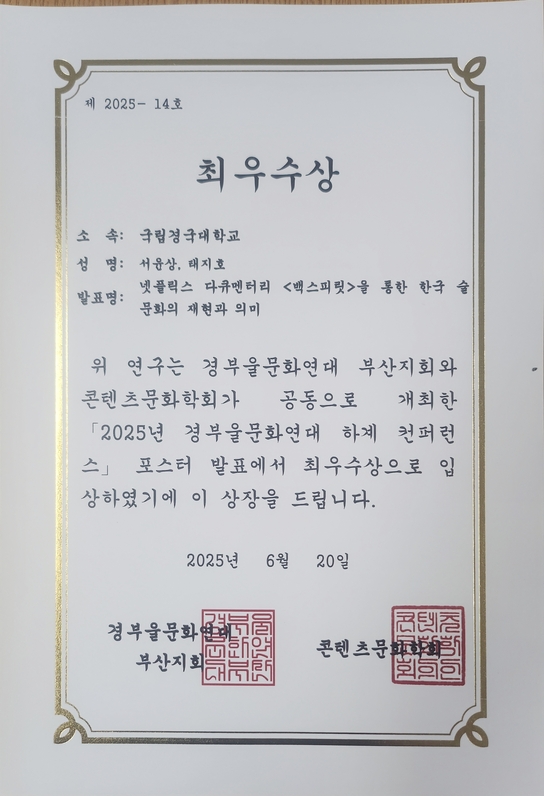 제 2025- 14호
최우수상
소 속: 국립경국대학교
성 명: 서윤상, 태지호
발표명: 넷플릭스 다큐멘터리 <백스피릿>을 통한 한국 술
문화의 재현과 의미
위 연구는 경부울문화연대 부산지회와
콘텐츠문화학회가 공동으로 개최한
「2025년 경부울문화연대 하계 컨퍼런
스」 포스터 발표에서 최우수상으로 입
상하였기에 이 상장을 드립니다.
2025년 6월 20일
경부울문화연대
부산지회
콘텐츠문화학회